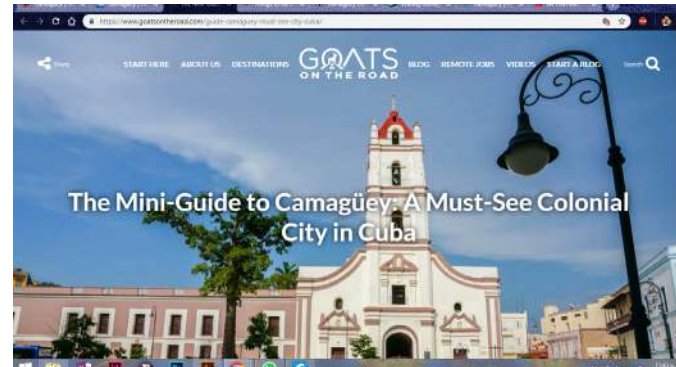 https://www.goatsontheroad.com/guide-camaguey-must-see-city-cuba/
Share
START HERE
ABOUT US
DESTINATIONS
GOATS
ON THE ROAD
BLOG
REMOTE JOBS
VIDEOS
START A BLOG
Search
The Mini-Guide to Camagüey: A Must-See Colonial
City in Cuba